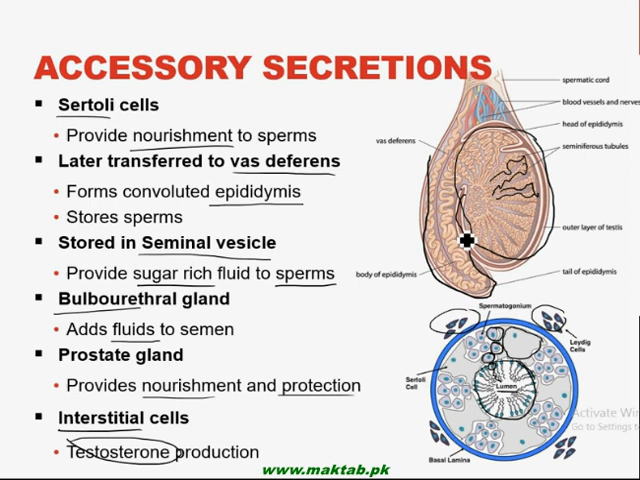 ACCESSORY SECRETIONS
Sertoli cells
Provide nourishment to sperms
Later transferred to vas deferens
Forms convoluted epididymis
Stores sperms
Stored in Seminal vesicle
Provide sugar rich fluid to sperms
Bulbourethral gland
Adds fluids to semen
Prostate gland
Provides nourishment and protection
Interstitial cells
Testosterone production
www.maktab.pk
spermatic cord
blood vessels and nerves
head of epididymis
vas deferens
seminiferous tubules
outer layer of testis
body of epididymis
tail of epididymis
Spermatogonium
Leydig
Cells
Sertoli
Cell
Lumen
Basal Lamina
Activate Win
Go to Settings t